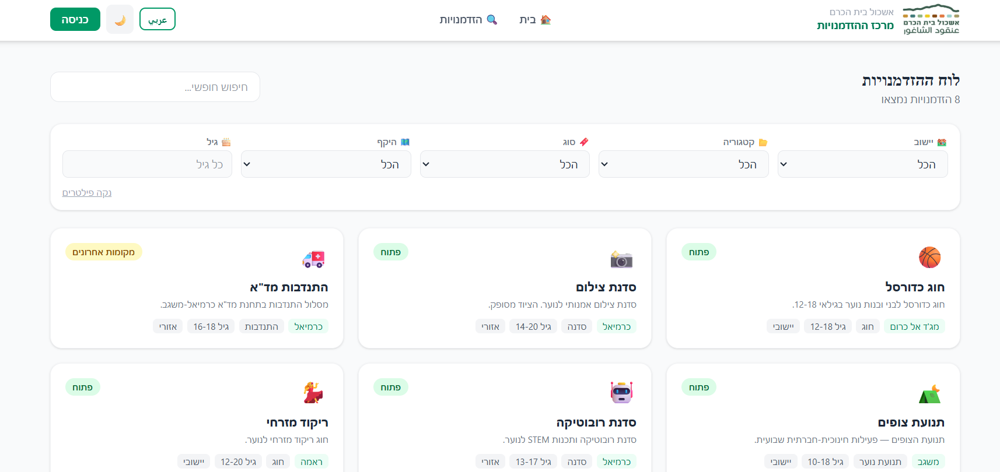 אשכול בית הכרם
عنقود الشاغور
אשכול בית הכרם
מרכז ההזדמנויות
בית
הזדמנויות
عربي
כניסה
לוח ההזדמנויות
8 הזדמנויות נמצאו
חיפוש חופשי...
יישוב
קטגוריה
סוג
היקף
גיל
הכל
הכל
הכל
הכל
כל גיל
נקה פילטרים
פתוח
חוג כדורסל
חוג כדורסל לבני ובנות נוער בגילאי 12-18.
מג'ד אל כרום
חוג
גיל 12-18
יישובי
פתוח
סדנת צילום
סדנת צילום אמנותי לנוער. הציוד מסופק.
כרמיאל
סדנה
גיל 14-20
אזורי
מקומות אחרונים
התנדבות מד"א
מסלול התנדבות בתחנת מד"א כרמיאל-משגב.
כרמיאל
התנדבות
גיל 16-18
אזורי
פתוח
תנועת צופים
תנועת הצופים — פעילות חינוכית-חברתית שבועית.
משגב
תנועת נוער
גיל 10-18
יישובי
פתוח
סדנת רובוטיקה
סדנת רובוטיקה ותכנות STEM לנוער.
כרמיאל
סדנה
גיל 13-17
אזורי
פתוח
ריקוד מזרחי
חוג ריקוד מזרחי לנוער.
ראמה
חוג
גיל 12-20
יישובי